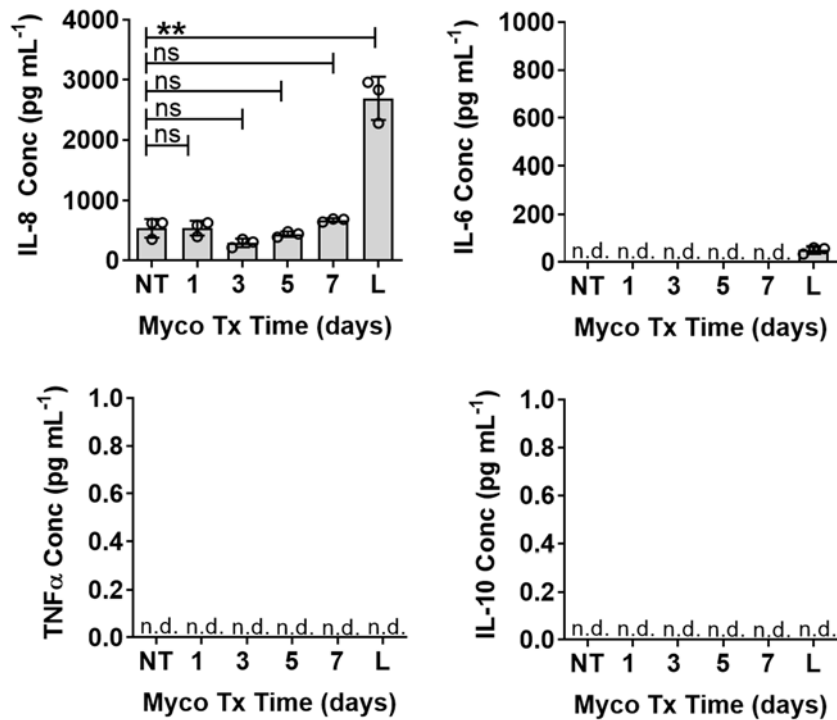 IL-8 Conc (pg mL⁻¹)
4000
3000
2000
1000
0
**
ns
ns
ns
ns
NT 1 3 5 7 L
Myco Tx Time (days)
IL-6 Conc (pg mL⁻¹)
1000
800
600
400
200
0
n.d. n.d. n.d. n.d. n.d.
NT 1 3 5 7 L
Myco Tx Time (days)
TNFα Conc (pg mL⁻¹)
1.0
0.8
0.6
0.4
0.2
0.0
n.d. n.d. n.d. n.d. n.d. n.d.
NT 1 3 5 7 L
Myco Tx Time (days)
IL-10 Conc (pg mL⁻¹)
1.0
0.8
0.6
0.4
0.2
0.0
n.d. n.d. n.d. n.d. n.d. n.d.
NT 1 3 5 7 L
Myco Tx Time (days)